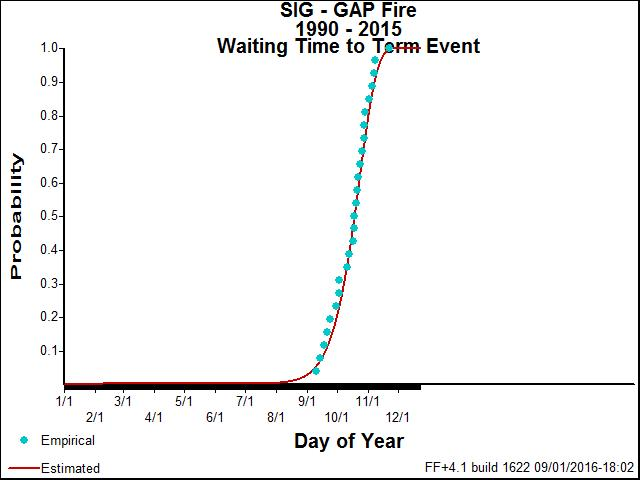 SIG - GAP Fire
1990 - 2015
Waiting Time to Term Event
Probability
1.0
0.9
0.8
0.7
0.6
0.5
0.4
0.3
0.2
0.1
1/1
2/1
3/1
4/1
5/1
6/1
7/1
8/1
9/1
10/1
11/1
12/1
Day of Year
Empirical
Estimated
FF+4.1 build 1622 09/01/2016-18:02